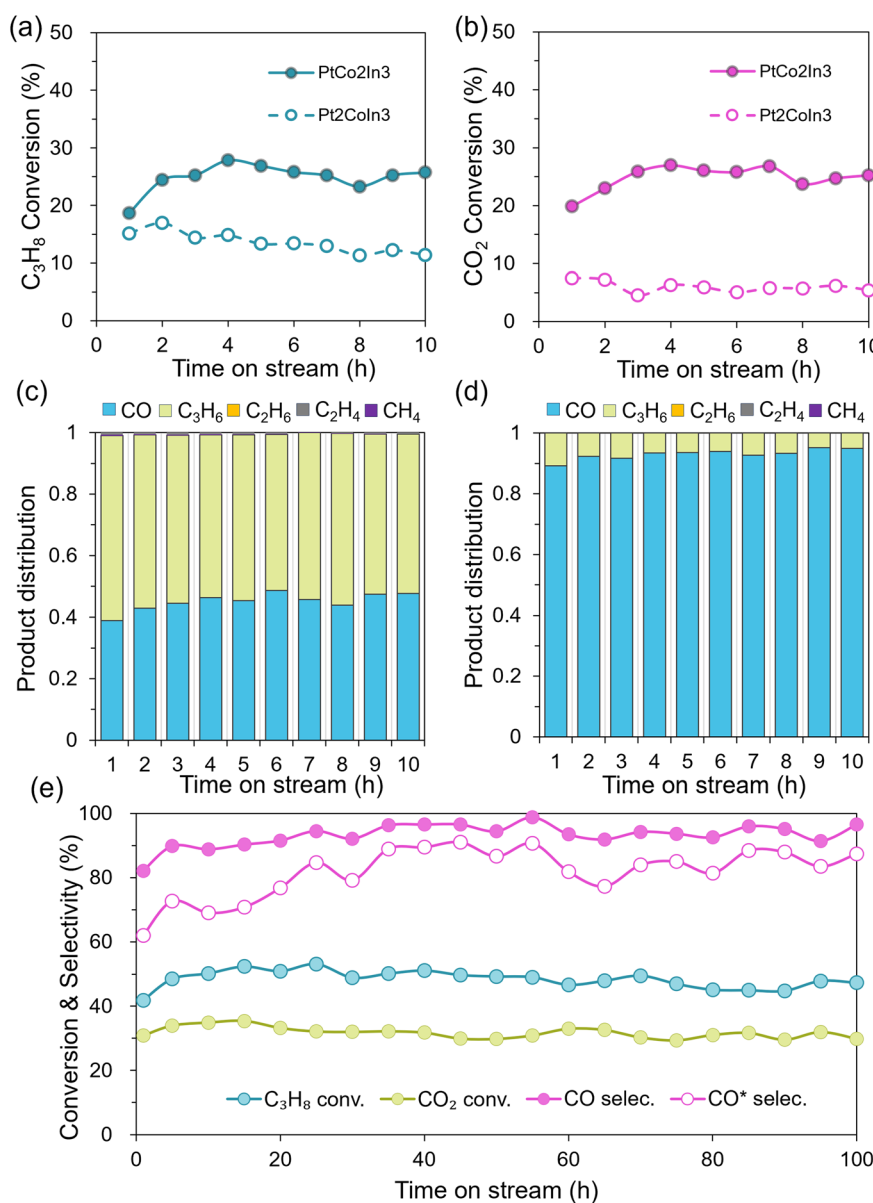 (a)
C₃H₈ Conversion (%)
50
40
30
20
10
0
PtCo2In3
Pt2CoIn3
0 2 4 6 8 10
Time on stream (h)
(b)
CO₂ Conversion (%)
50
40
30
20
10
0
PtCo2In3
Pt2CoIn3
0 2 4 6 8 10
Time on stream (h)
(c)
CO C₃H₆ C₂H₆ C₂H₄ CH₄
Product distribution
1
0.8
0.6
0.4
0.2
0
1 2 3 4 5 6 7 8 9 10
Time on stream (h)
(d)
CO C₃H₆ C₂H₆ C₂H₄ CH₄
Product distribution
1
0.8
0.6
0.4
0.2
0
1 2 3 4 5 6 7 8 9 10
Time on stream (h)
(e)
Conversion & Selectivity (%)
100
80
60
40
20
0
C₃H₈ conv. CO₂ conv. CO selec. CO* selec.
0 20 40 60 80 100
Time on stream (h)